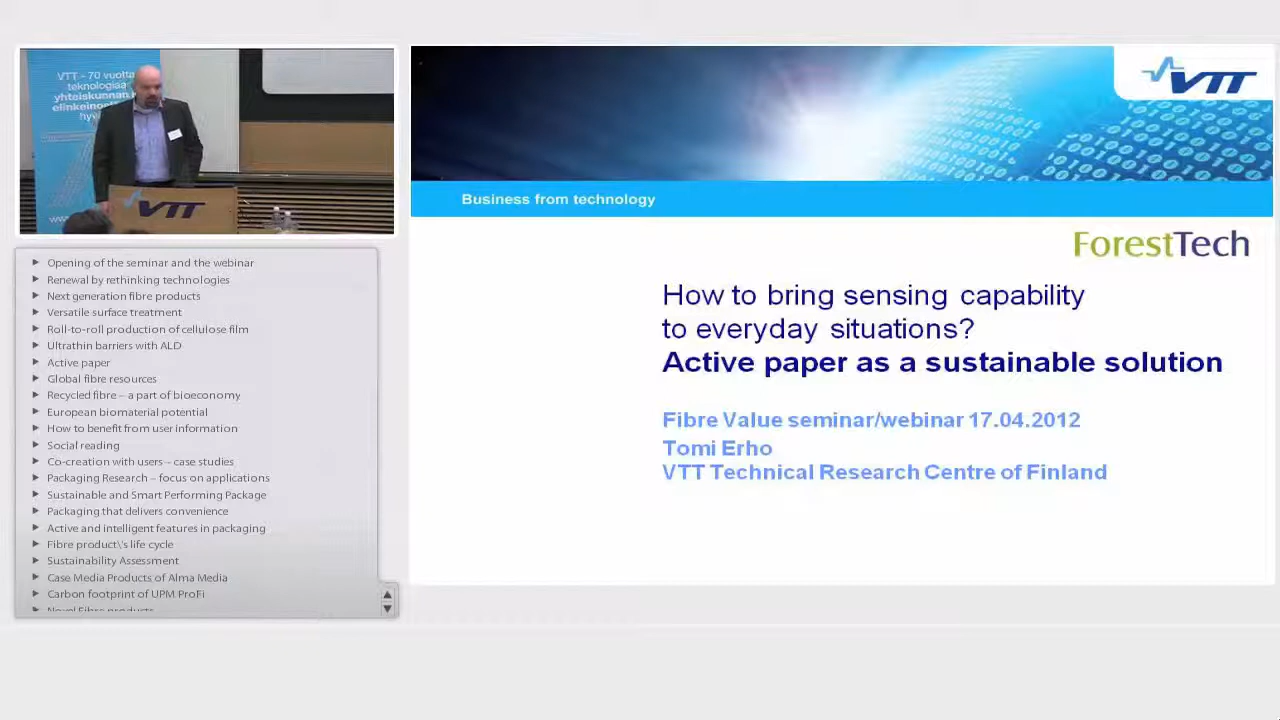 VTT - 70 vuotta
teknologiaa
yhteiskunnan
elinkeinoel
hy
www.
VTT
Opening of the seminar and the webinar
Renewal by rethinking technologies
Next generation fibre products
Versatile surface treatment
Roll-to-roll production of cellulose film
Ultrathin barriers with ALD
Active paper
Global fibre resources
Recycled fibre – a part of bioeconomy
European biomaterial potential
How to benefit from user information
Social reading
Co-creation with users – case studies
Packaging Research – focus on applications
Sustainable and Smart Performing Package
Packaging that delivers convenience
Active and intelligent features in packaging
Fibre product\'s life cycle
Sustainability Assessment
Case Media Products of Alma Media
Carbon footprint of UPM ProFi
Novel Fibre products
VTT
Business from technology
ForestTech
How to bring sensing capability
to everyday situations?
Active paper as a sustainable solution
Fibre Value seminar/webinar 17.04.2012
Tomi Erho
VTT Technical Research Centre of Finland